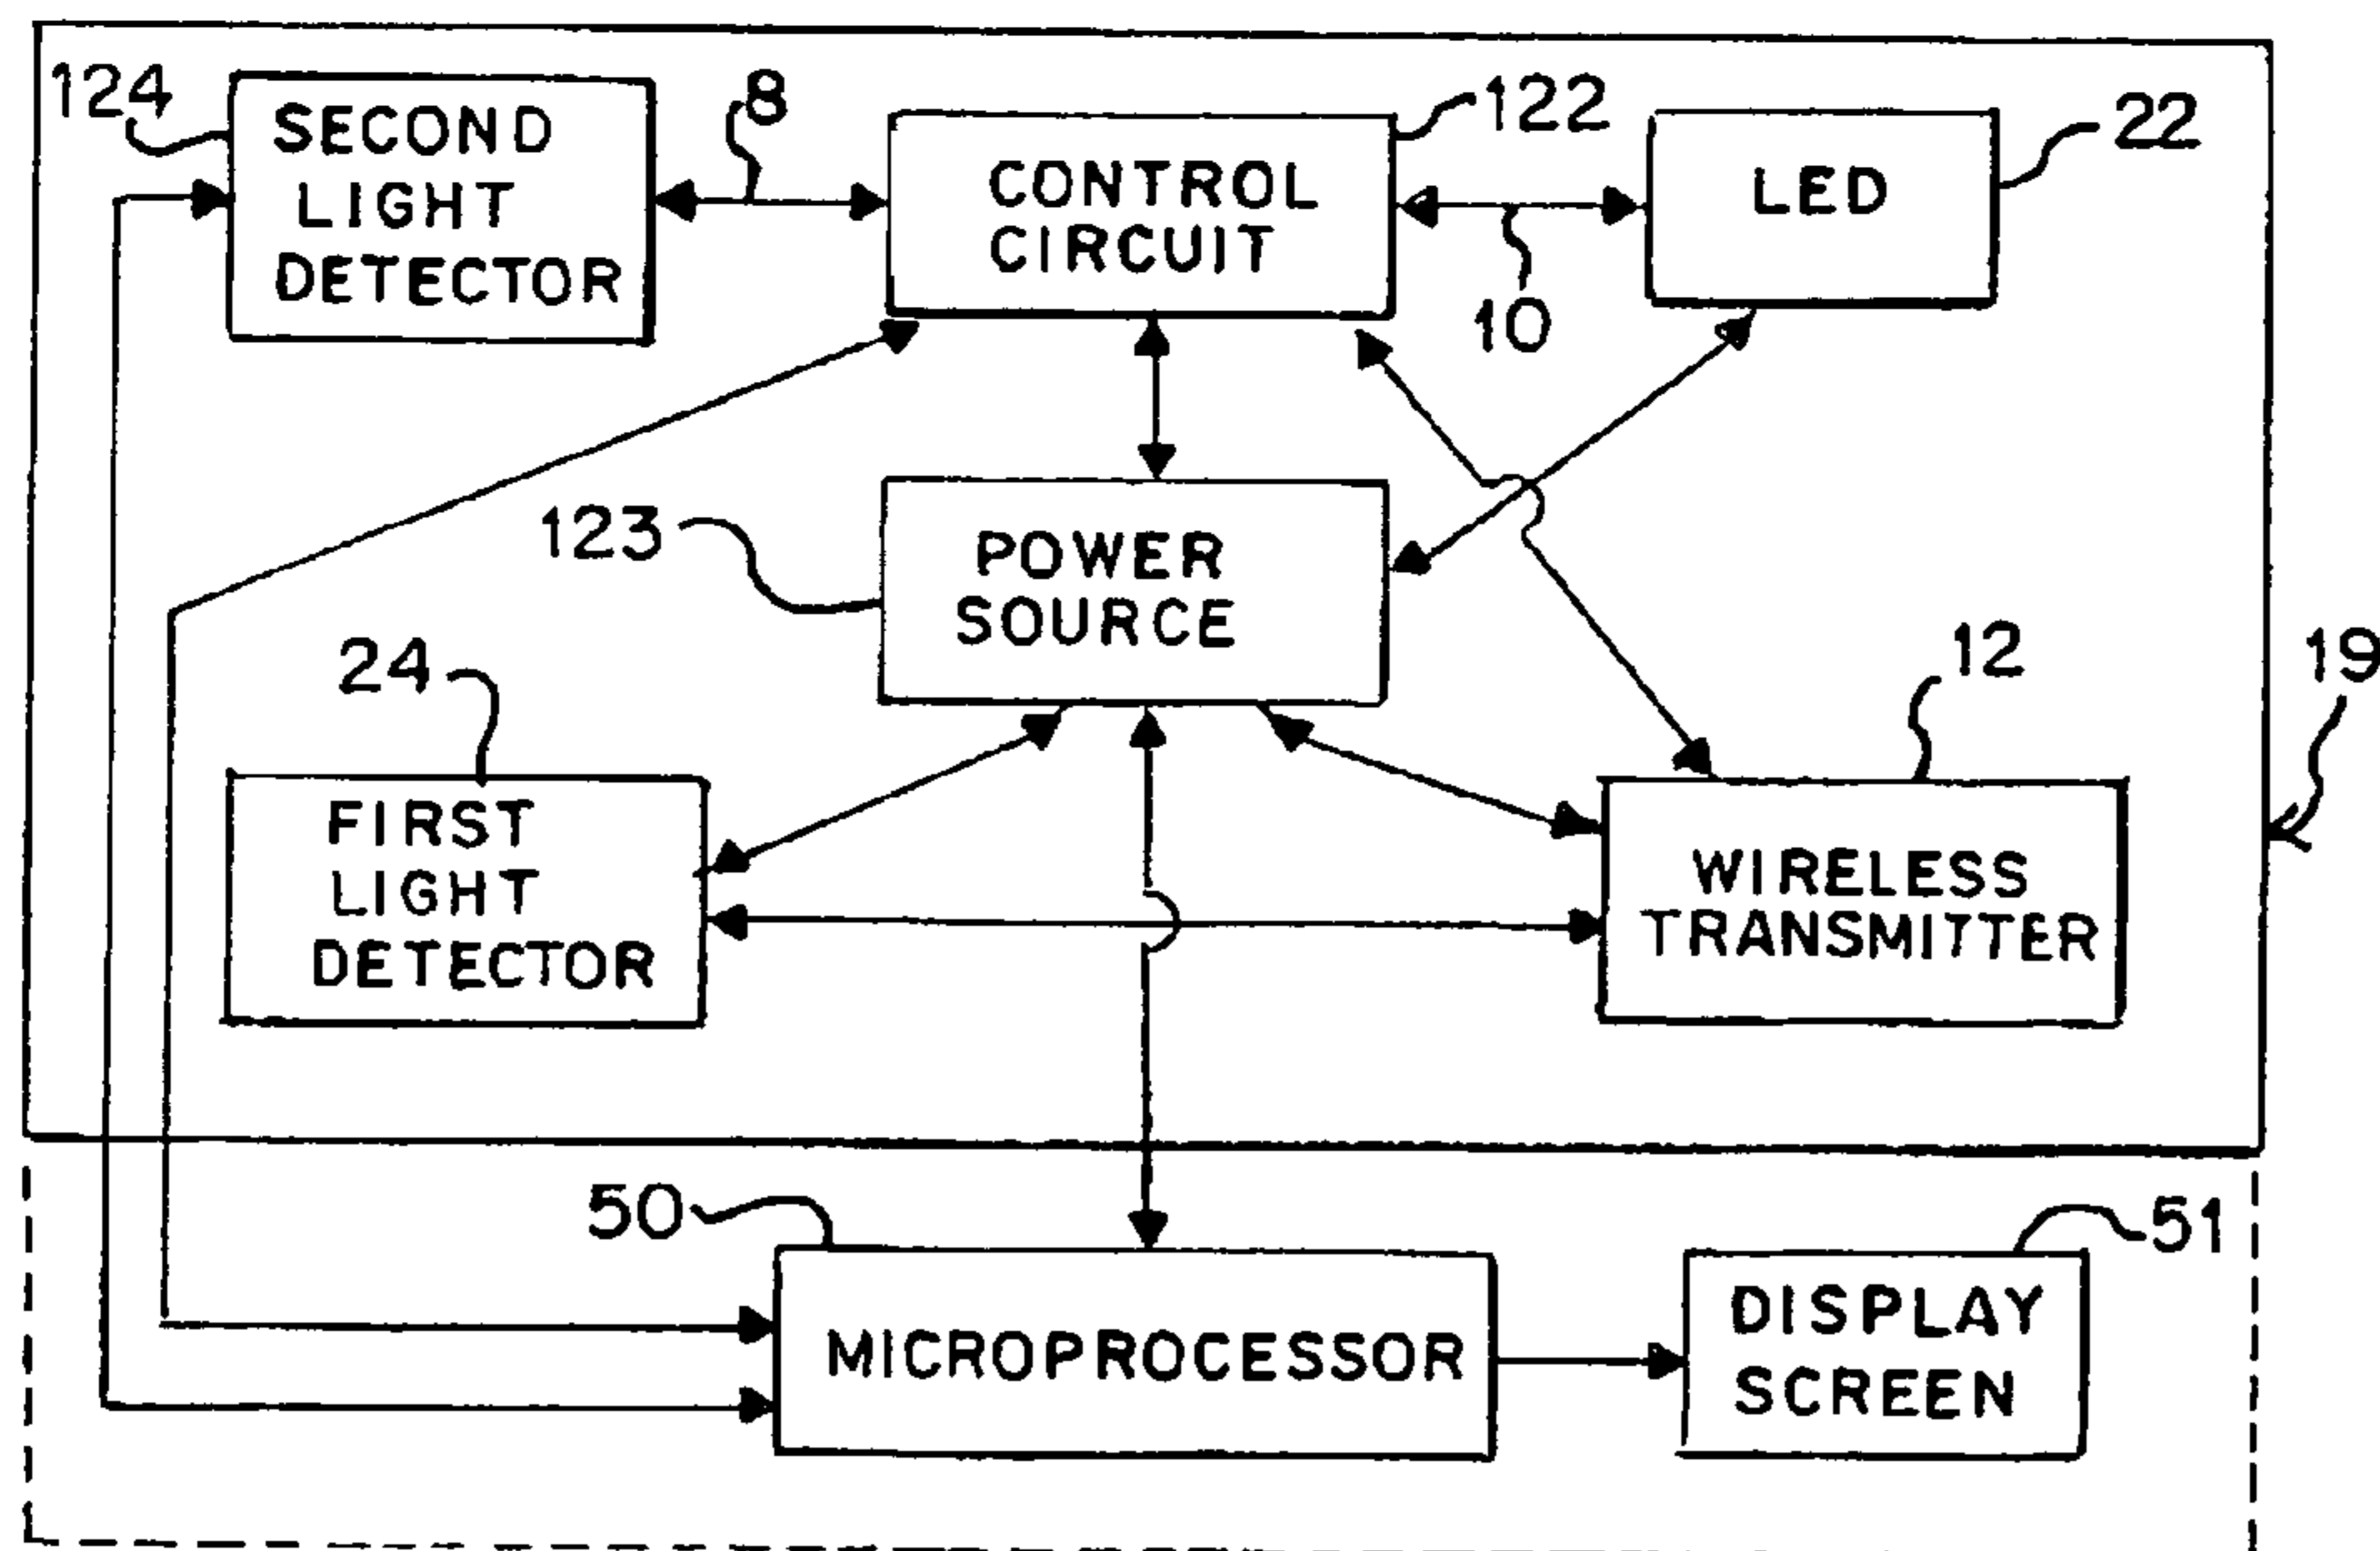 124
SECOND
LIGHT
DETECTOR
8
CONTROL
CIRCUIT
122
LED
22
10
123
POWER
SOURCE
24
FIRST
LIGHT
DETECTOR
12
WIRELESS
TRANSMITTER
19
50
MICROPROCESSOR
51
DISPLAY
SCREEN